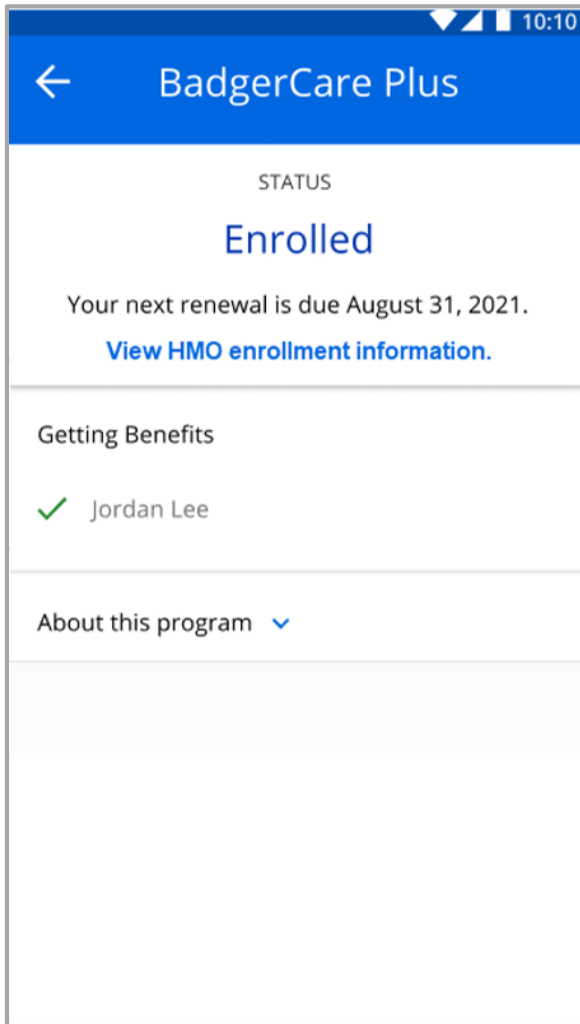 10:10
BadgerCare Plus
STATUS
Enrolled
Your next renewal is due August 31, 2021.
View HMO enrollment information.
Getting Benefits
Jordan Lee
About this program